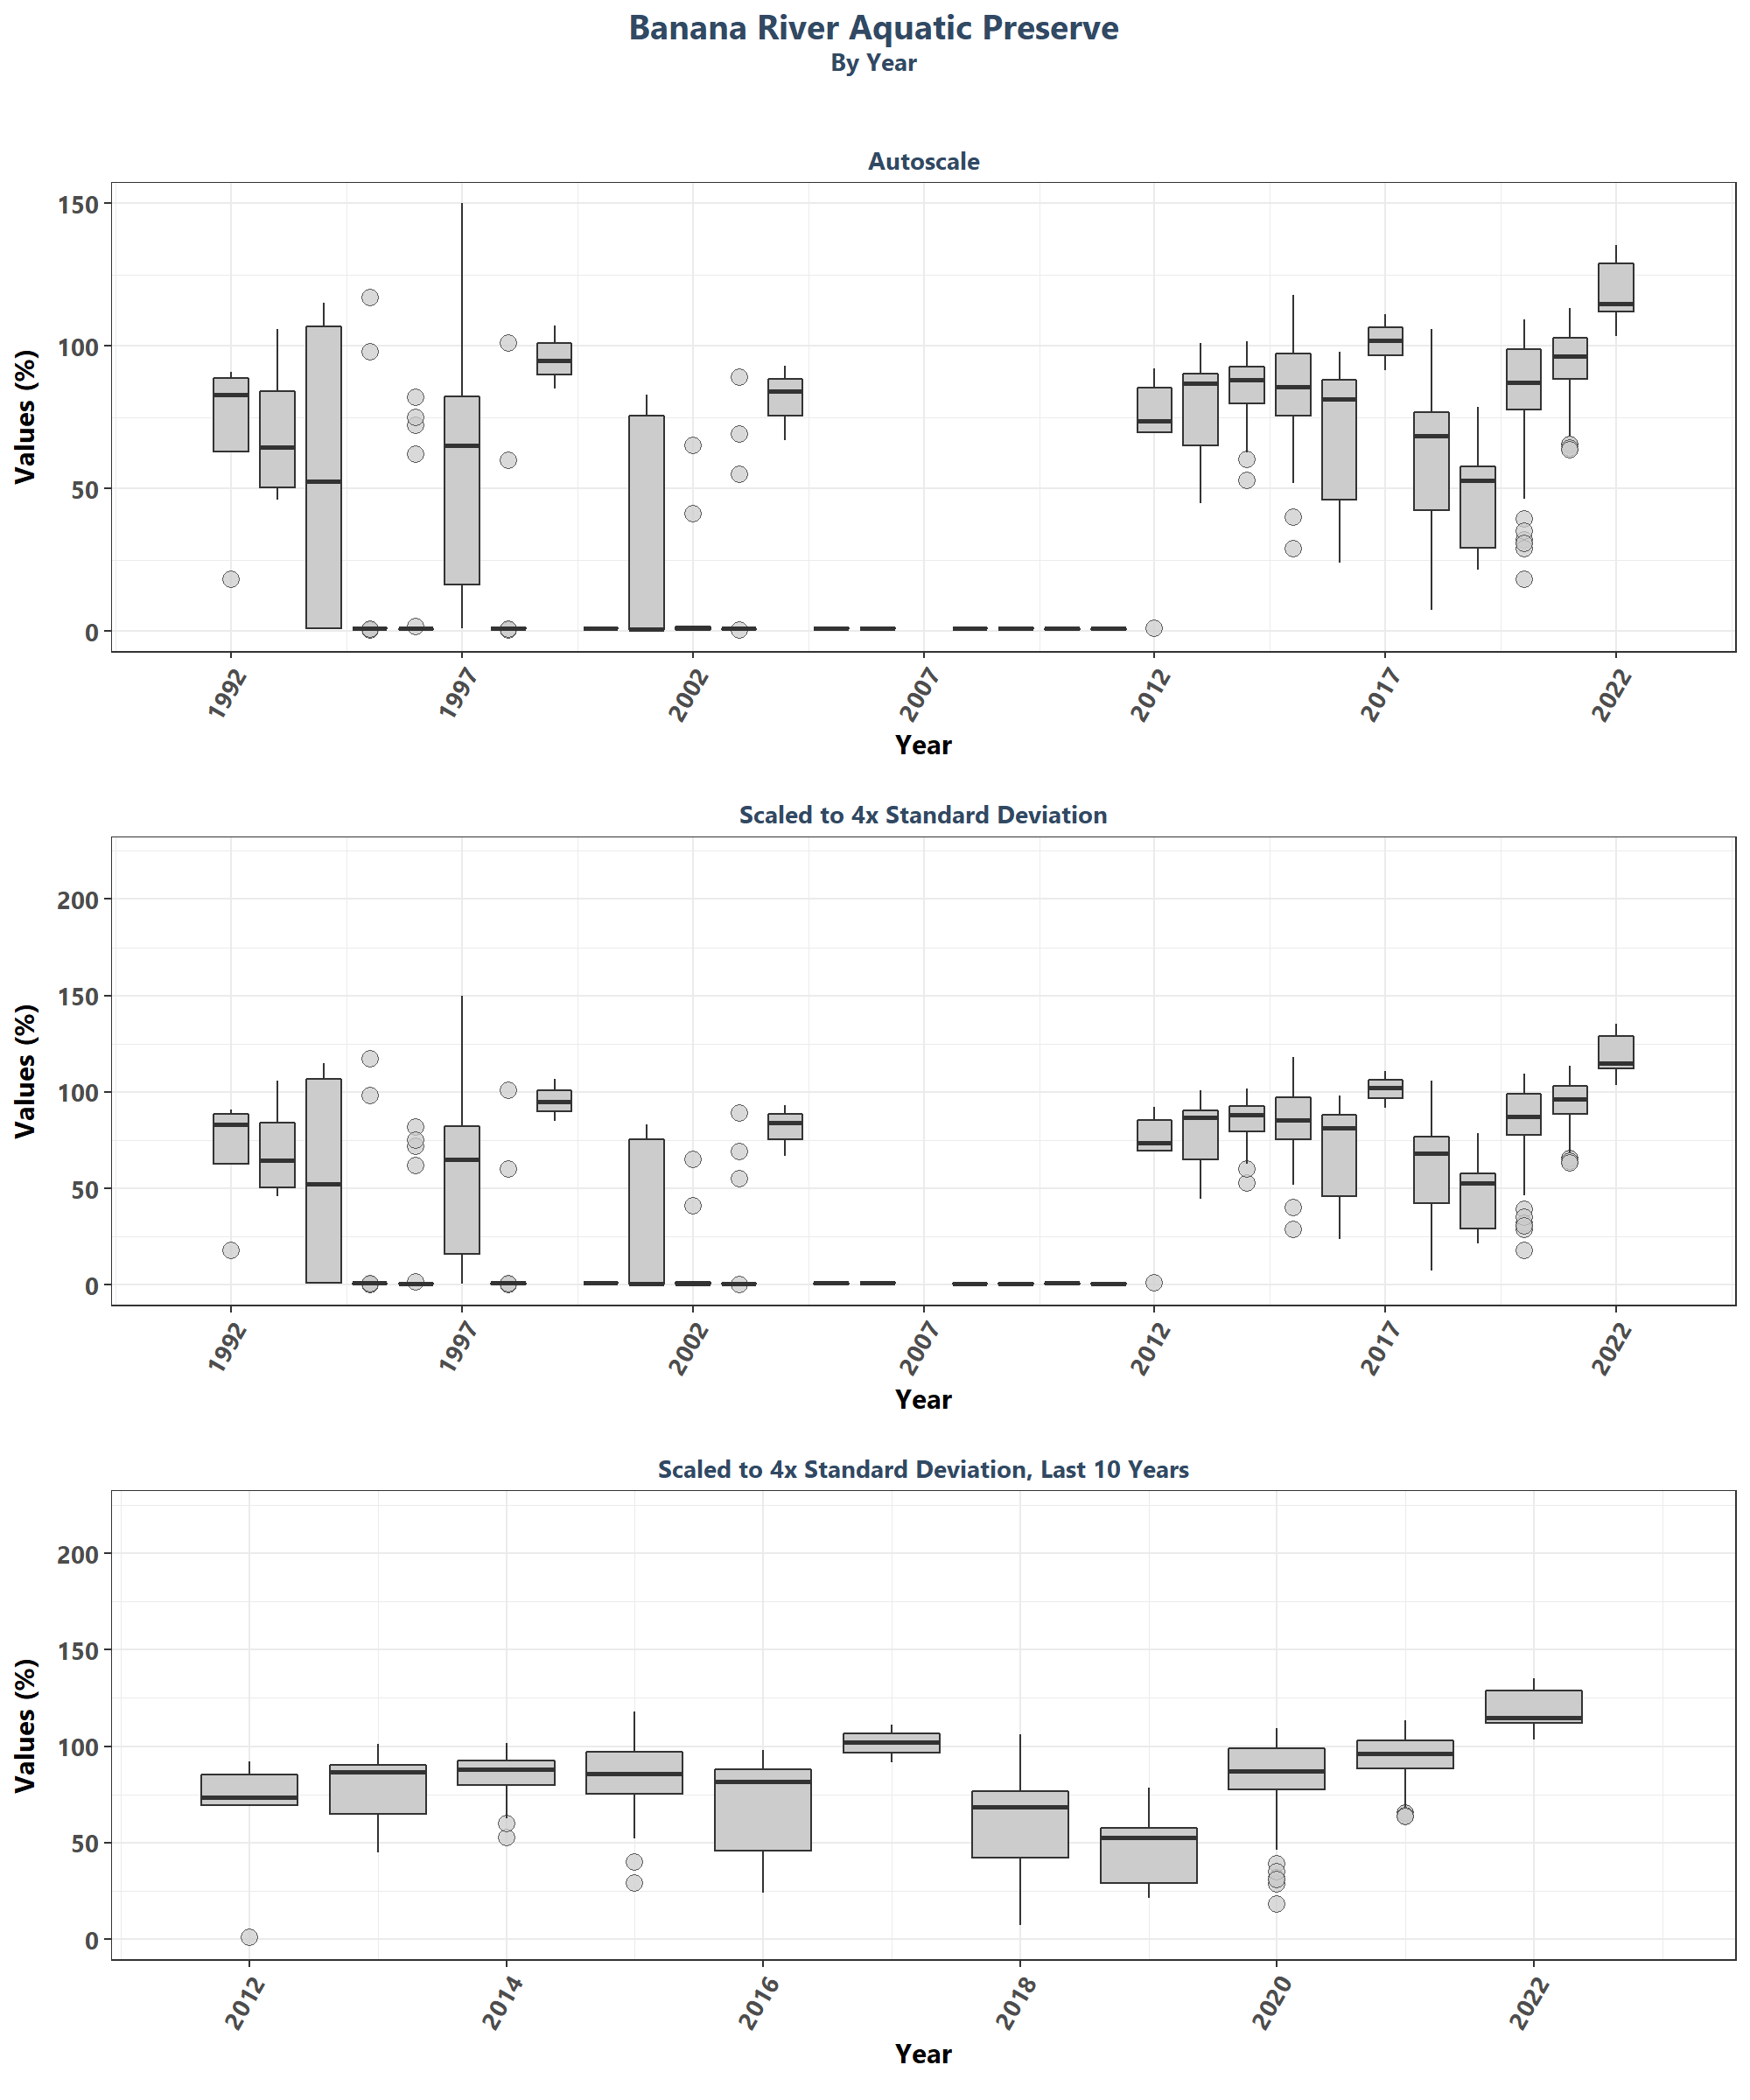 Banana River Aquatic Preserve
By Year
Autoscale
150
100
50
0
Values (%)
1992 1997 2002 2007 2012 2017 2022
Year
Scaled to 4x Standard Deviation
200
150
100
50
0
Values (%)
1992 1997 2002 2007 2012 2017 2022
Year
Scaled to 4x Standard Deviation, Last 10 Years
200
150
100
50
0
Values (%)
2012 2014 2016 2018 2020 2022
Year